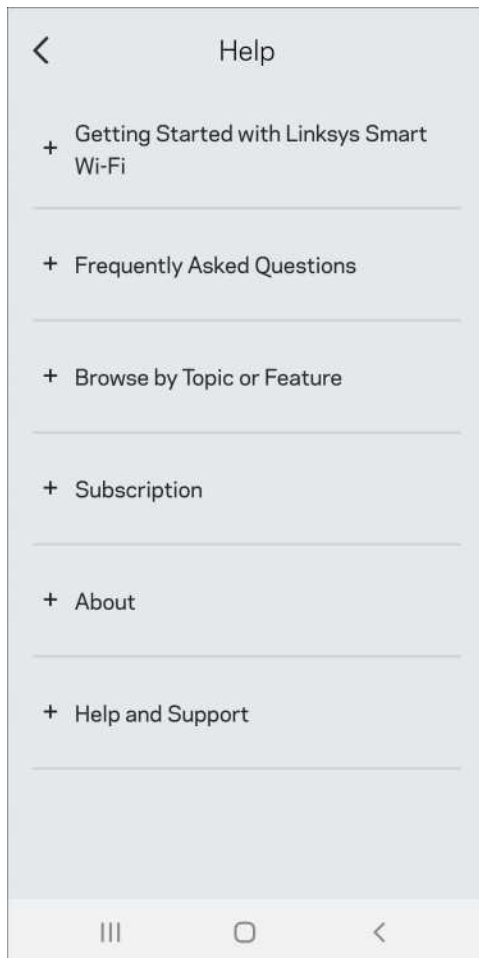 Help
Getting Started with Linksys Smart
Wi-Fi
Frequently Asked Questions
Browse by Topic or Feature
Subscription
About
Help and Support